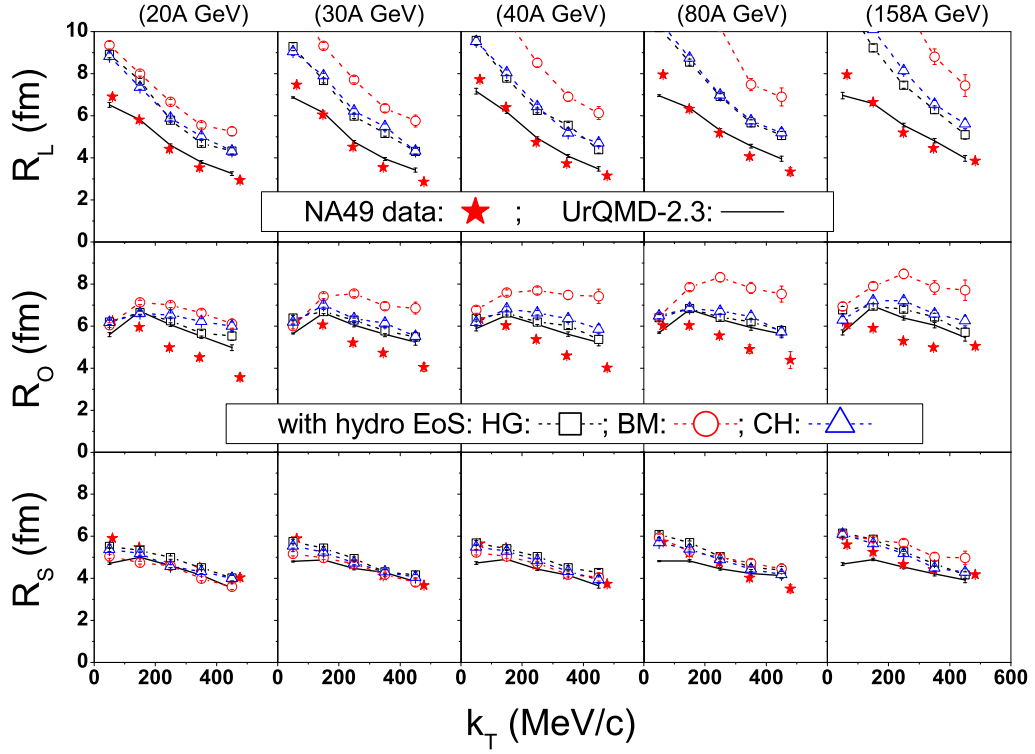 (20A GeV) (30A GeV) (40A GeV) (80A GeV) (158A GeV)
R_L (fm)
10
8
6
4
2
NA49 data: ; UrQMD-2.3:
R_O (fm)
8
6
4
2
0
with hydro EoS: HG: ; BM: ; CH:
R_S (fm)
8
6
4
2
0
0 200 400 0 200 400 0 200 400 0 200 400 0 200 400 600
k_T (MeV/c)